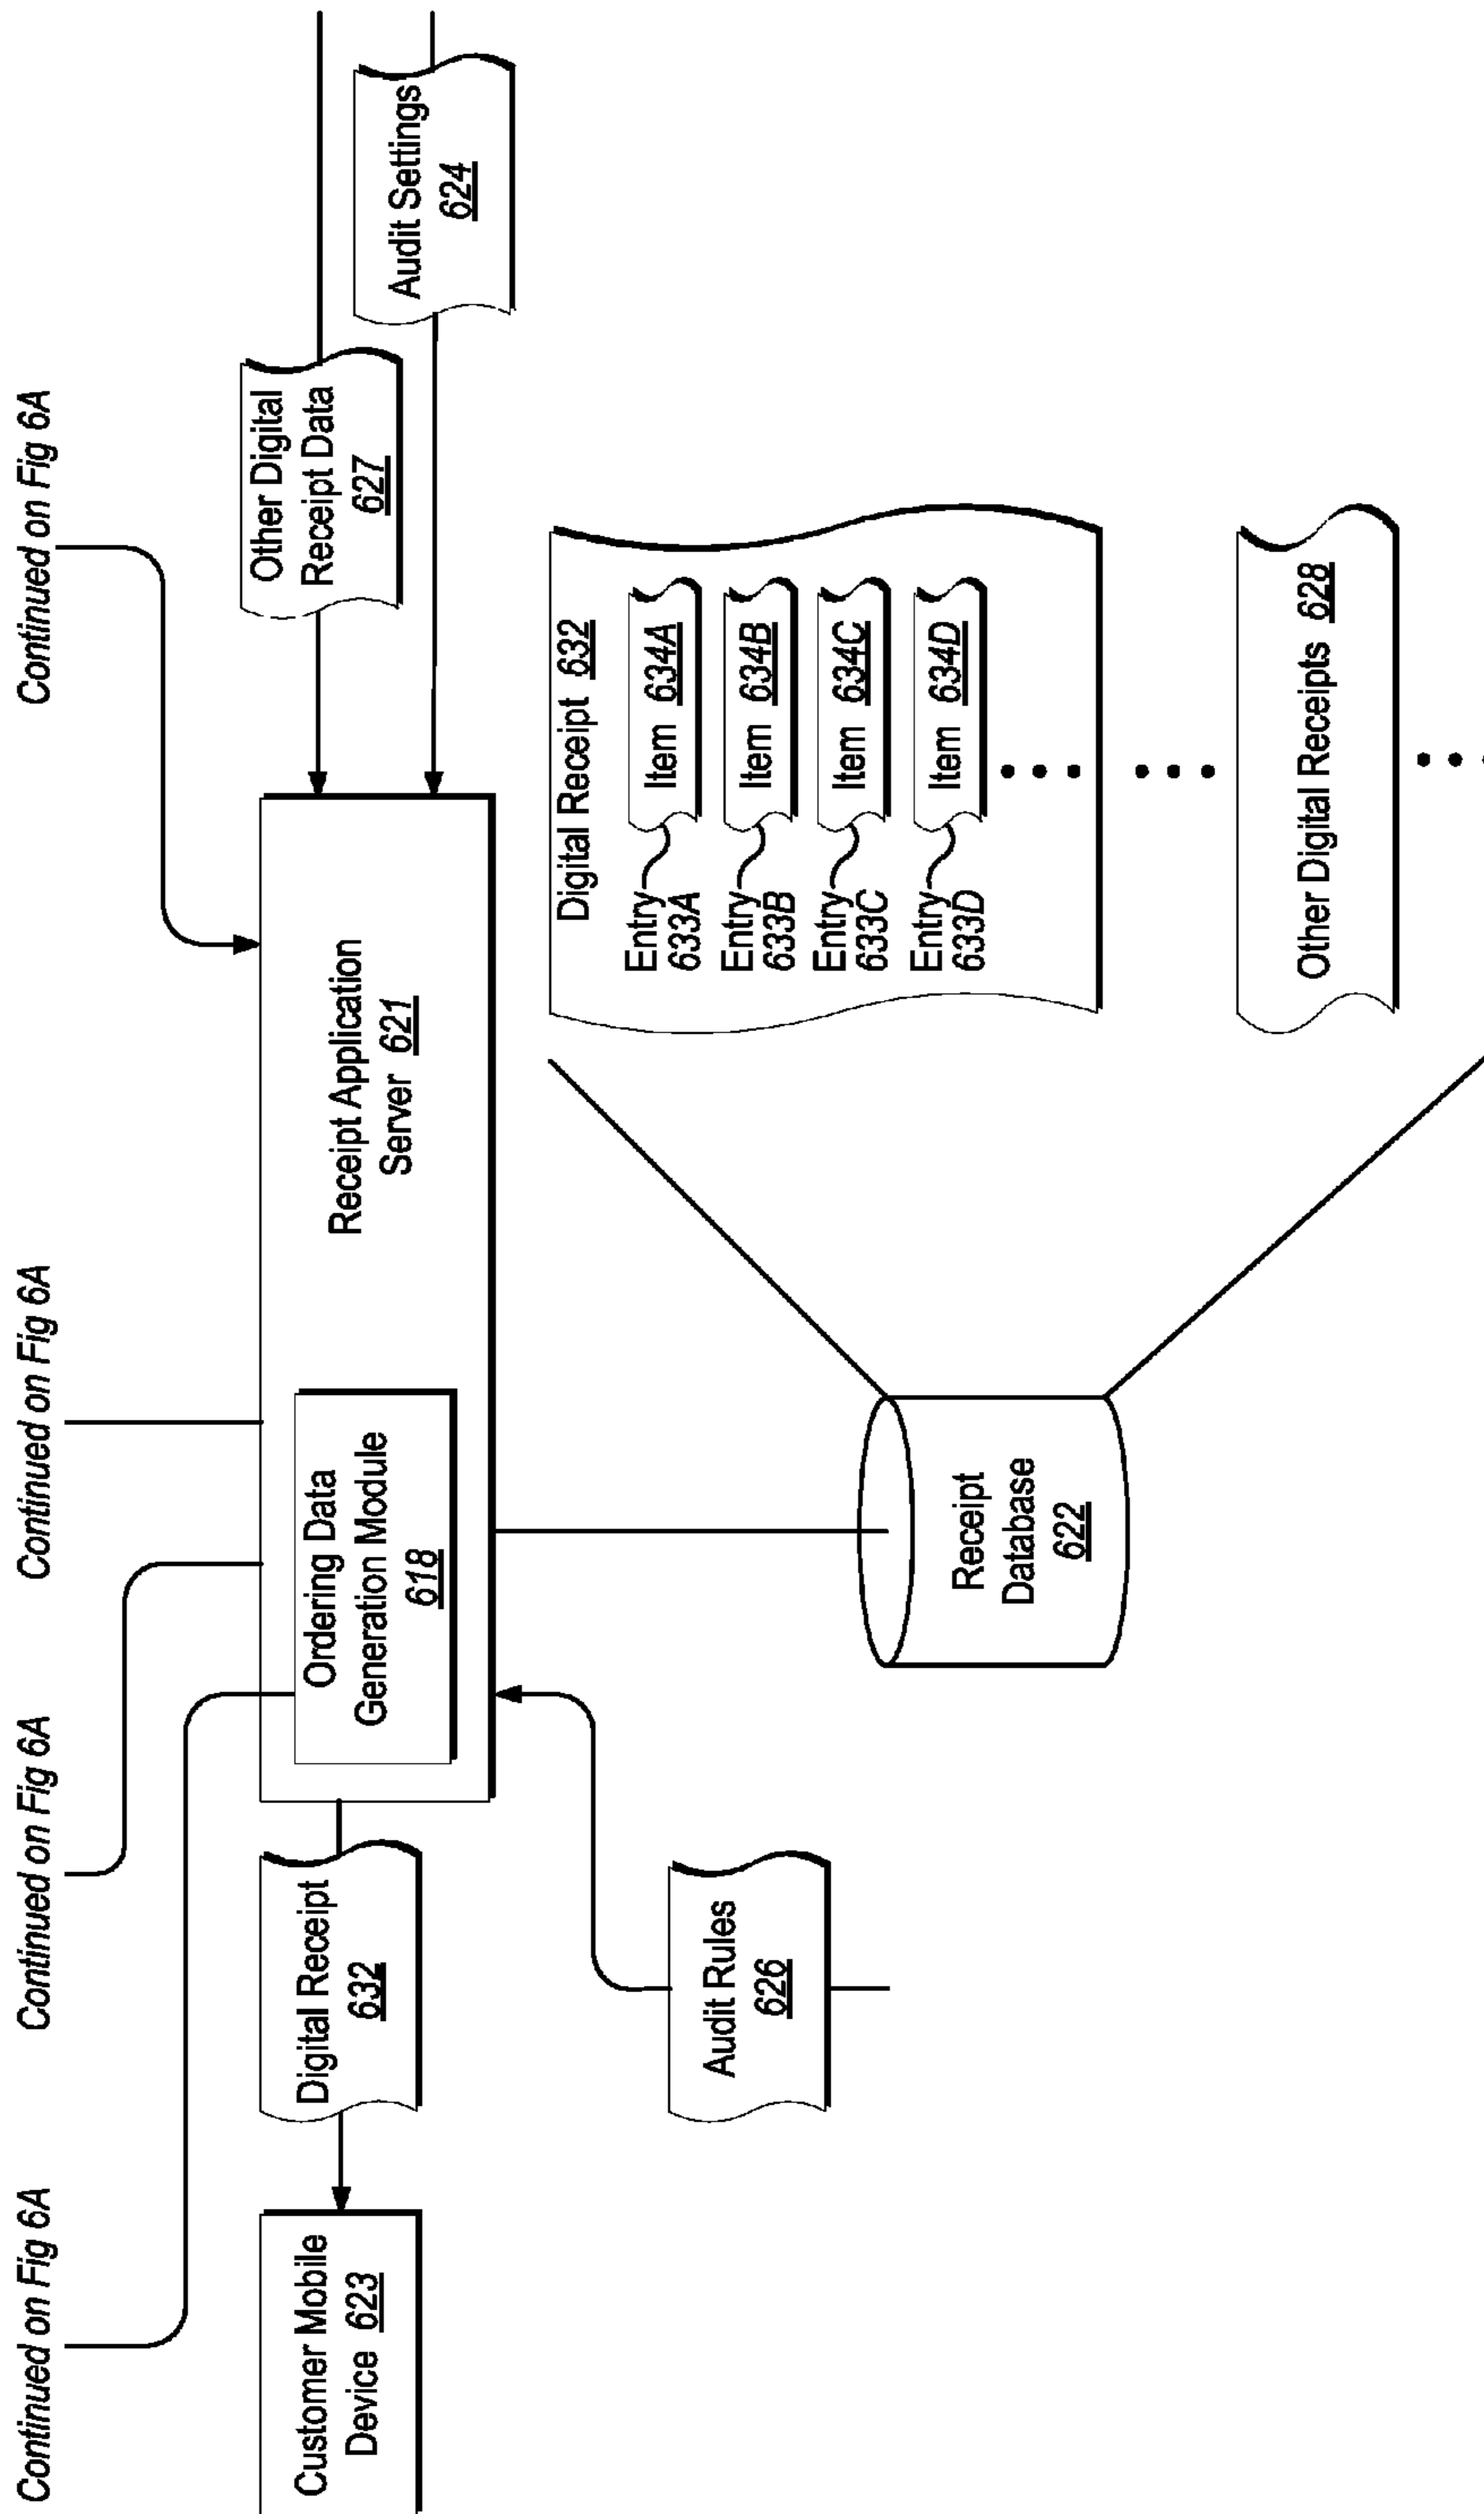 Continued on Fig 6A
Continued on Fig 6A
Continued on Fig 6A
Continued on Fig 6A
Customer Mobile
Device 623
Digital Receipt
632
Ordering Data
Generation Module
618
Receipt Application
Server 621
Other Digital
Receipt Data
627
Audit Settings
624
Audit Rules
626
Receipt
Database
622
Digital Receipt 632
Entry
633A
Item 634A
Entry
633B
Item 634B
Entry
633C
Item 634C
Entry
633D
Item 634D
Other Digital Receipts 628